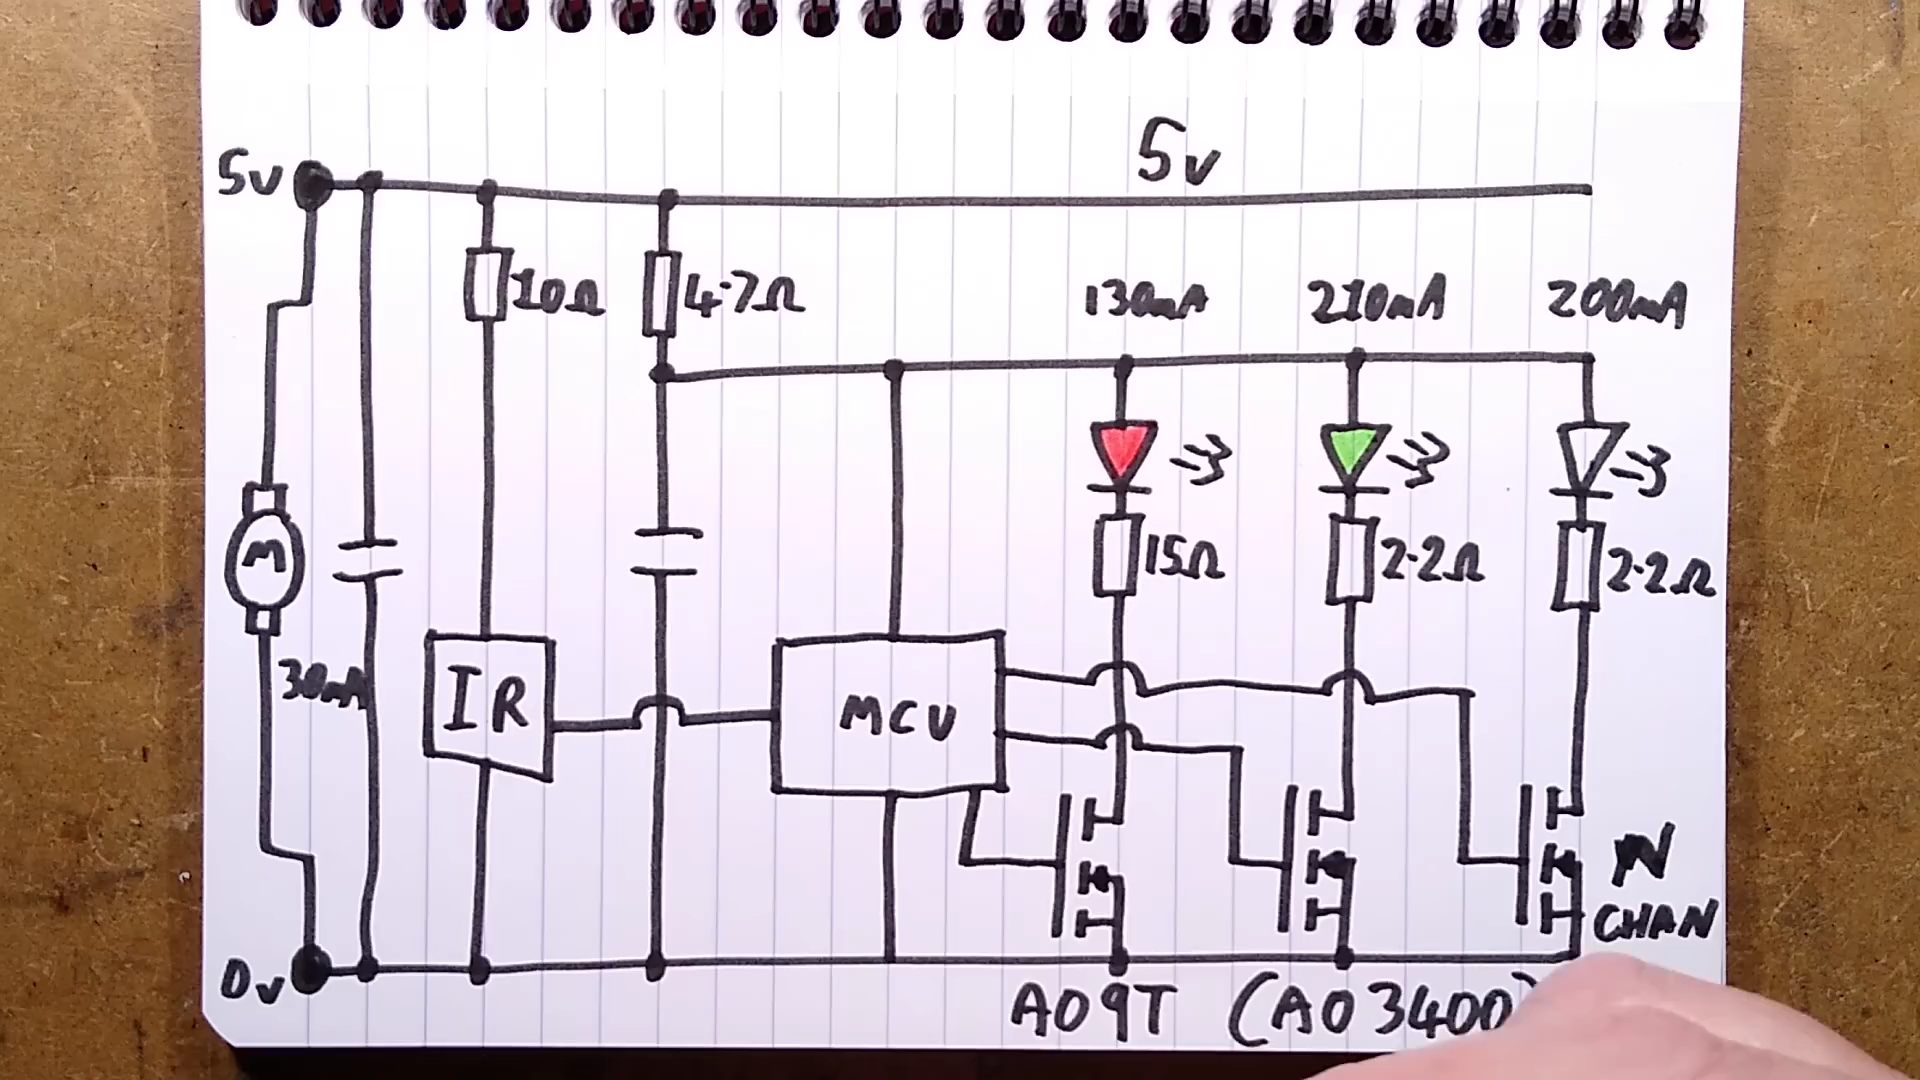 5v
5v
10Ω
4.7Ω
130mA
210mA
200mA
M
15Ω
2.2Ω
2.2Ω
30mA
IR
MCU
N
CHAN
0v
A09T (AO3400)